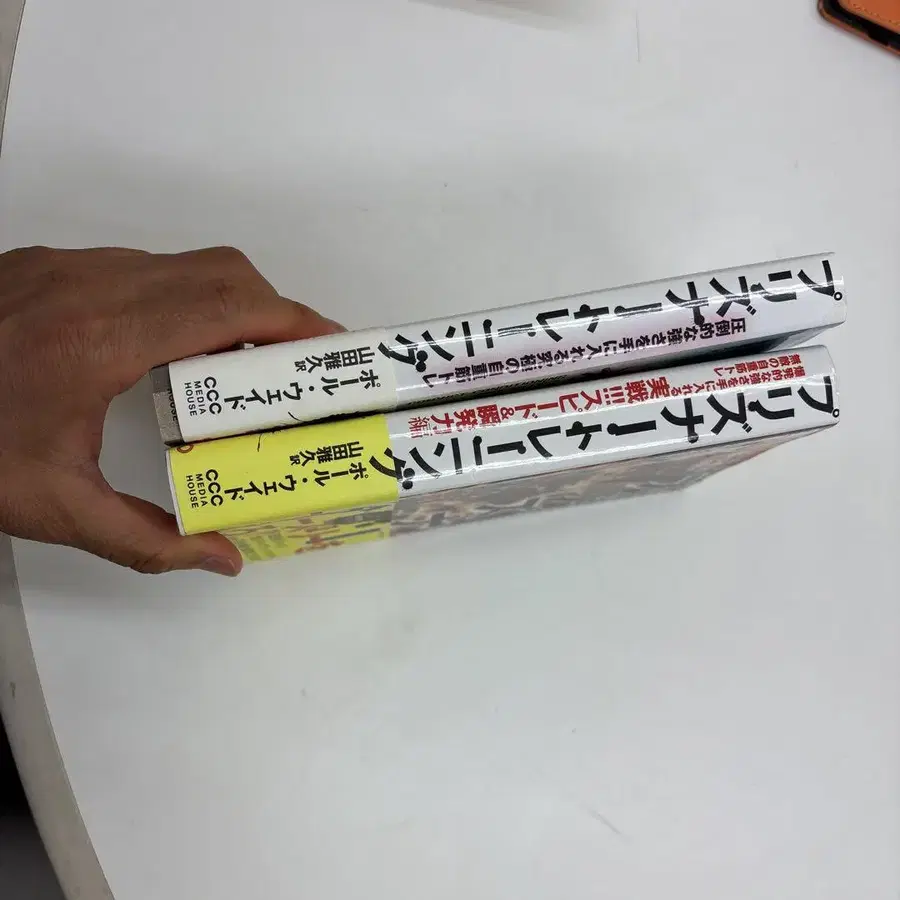 プリズナートレーニング
圧倒的な強さを手に入れる究極の自重筋トレ
ポール・ウェイド
山田雅久 訳
CCC
MEDIA
HOUSE
プリズナートレーニング
爆発的な強さを手に入れる無敵の自重筋トレ
実戦!!!スピード&瞬発力編
ポール・ウェイド
山田雅久 訳
CCC
MEDIA
HOUSE